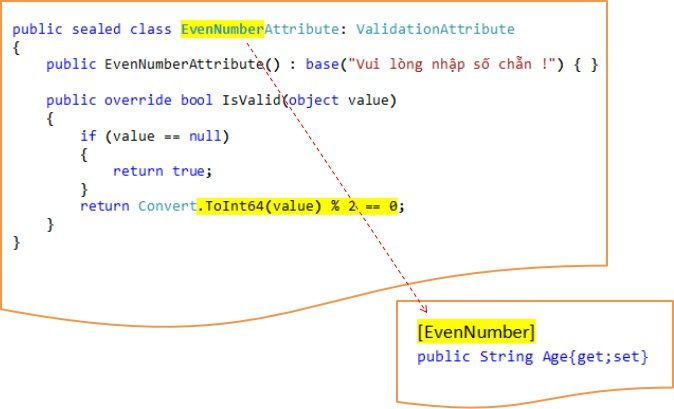 public sealed class EvenNumberAttribute: ValidationAttribute
{
public EvenNumberAttribute() : base("Vui lòng nhập số chẵn !") { }
public override bool IsValid(object value)
{
if (value == null)
{
return true;
}
return Convert.ToInt64(value) % 2 == 0;
}
}
[EvenNumber]
public String Age{get;set}